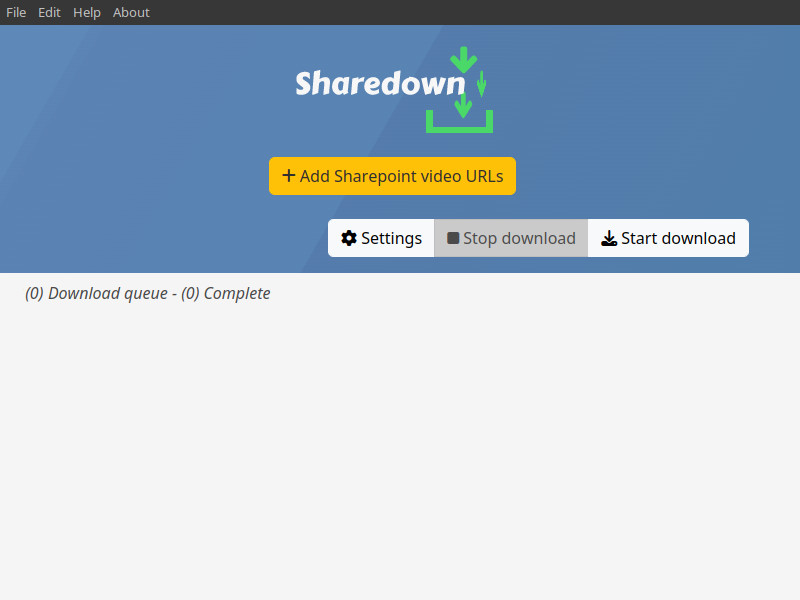 File Edit Help About
Sharedown
Add Sharepoint video URLs
Settings Stop download Start download
(0) Download queue - (0) Complete